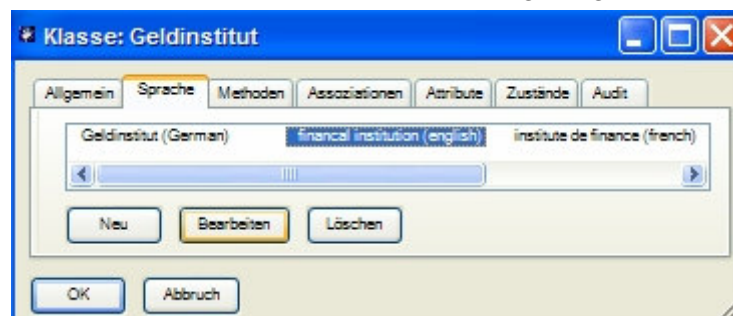 Klasse: Geldinstitut
Allgemein Sprache Methoden Assoziationen Attribute Zustände Audit
Geldinstitut (German) financal institution (english) institute de finance (french)
Neu Bearbeiten Löschen
OK Abbruch